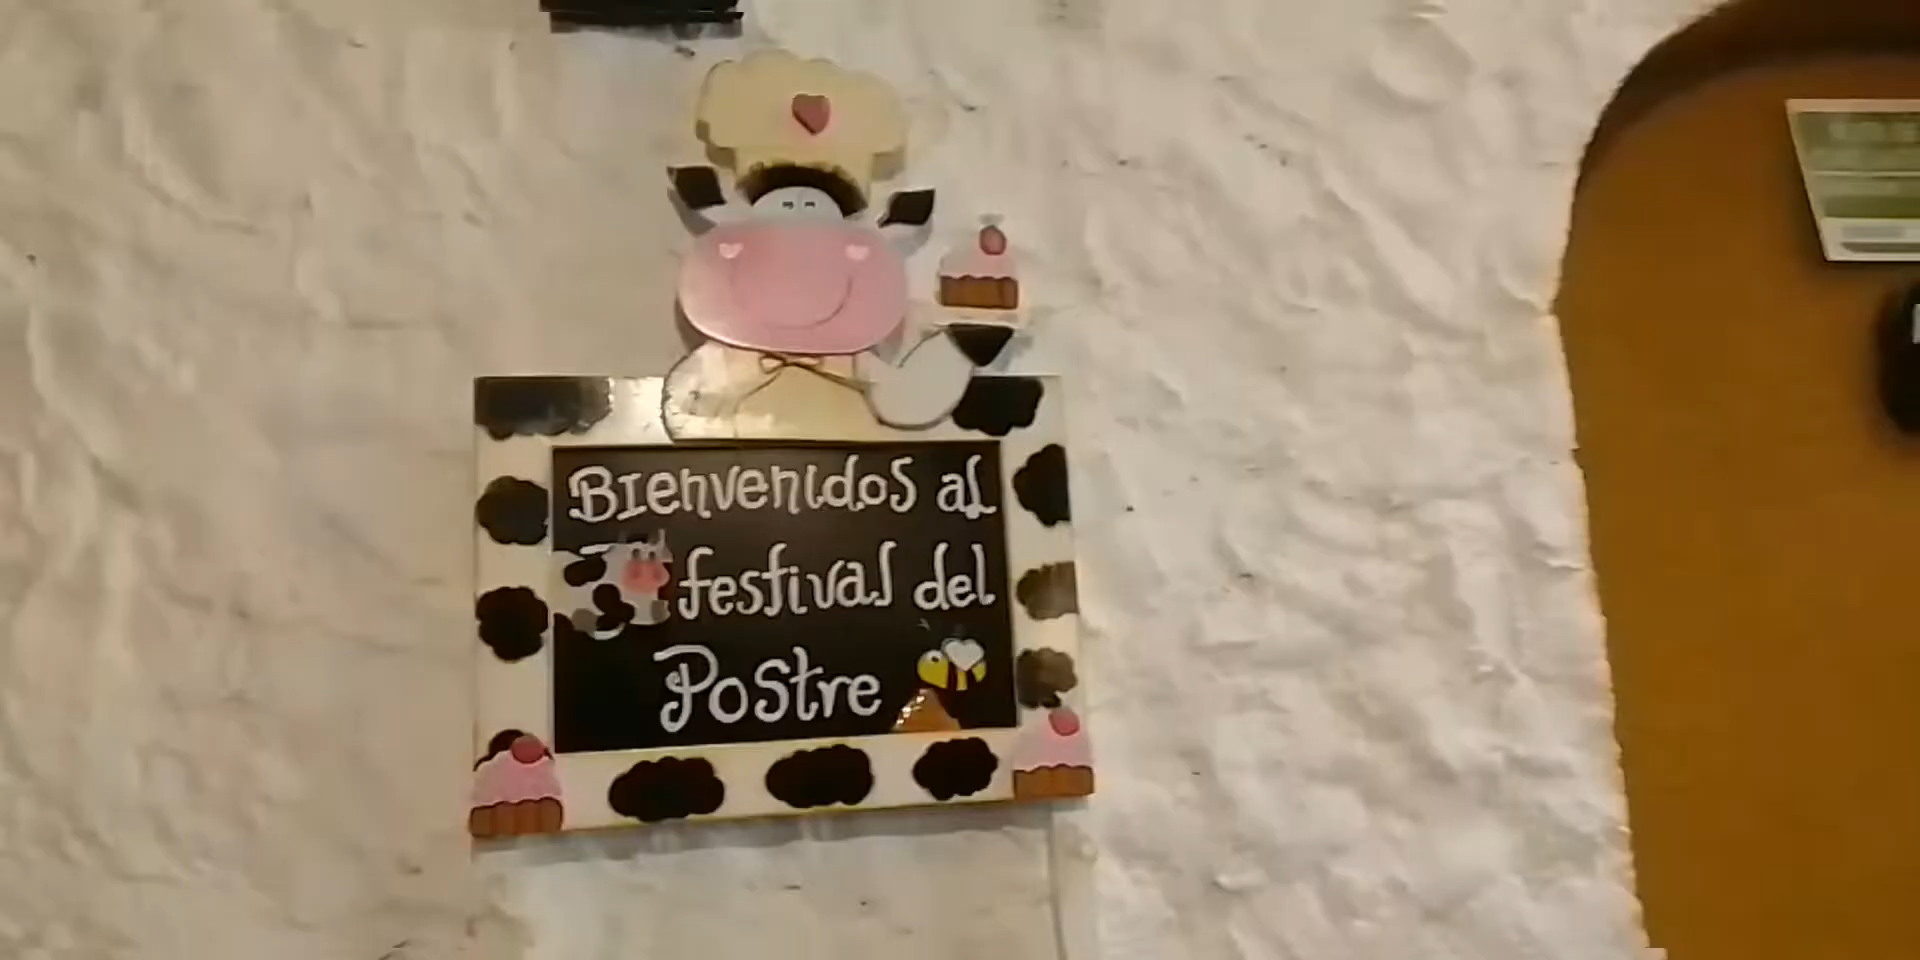 Bienvenidos al
festival del
Postre